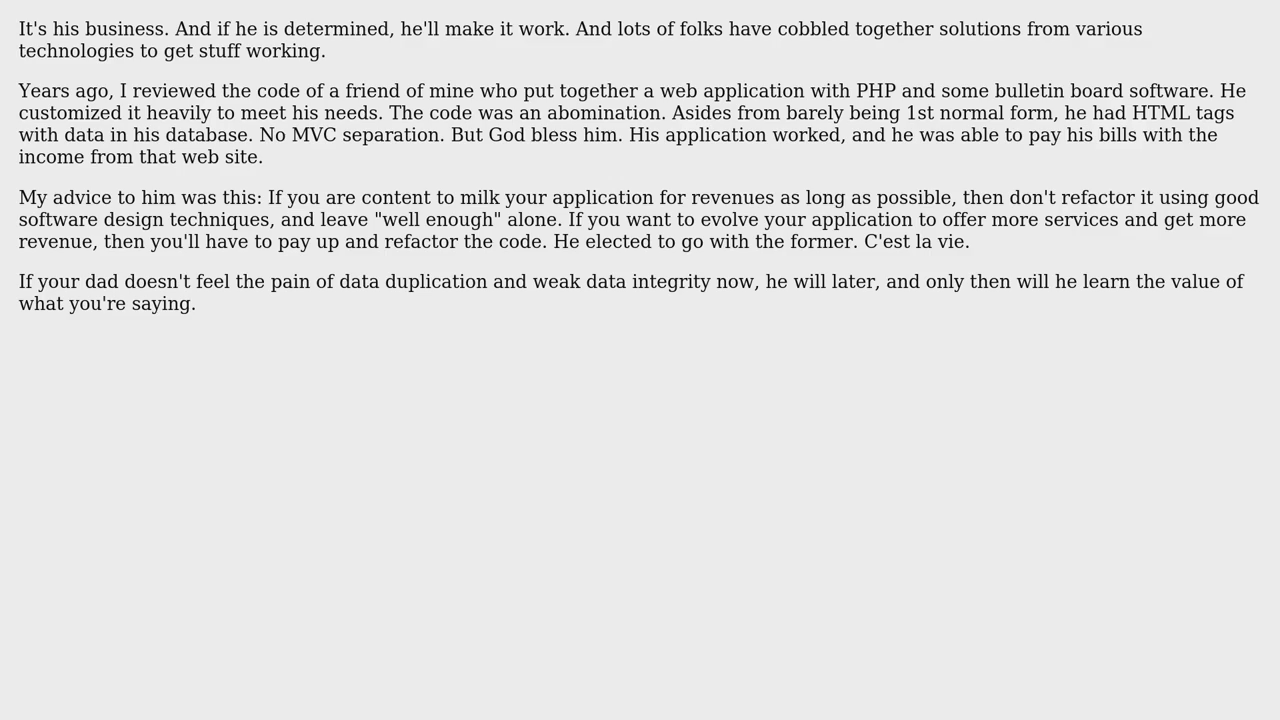 It's his business. And if he is determined, he'll make it work. And lots of folks have cobbled together solutions from various
technologies to get stuff working.
Years ago, I reviewed the code of a friend of mine who put together a web application with PHP and some bulletin board software. He
customized it heavily to meet his needs. The code was an abomination. Asides from barely being 1st normal form, he had HTML tags
with data in his database. No MVC separation. But God bless him. His application worked, and he was able to pay his bills with the
income from that web site.
My advice to him was this: If you are content to milk your application for revenues as long as possible, then don't refactor it using good
software design techniques, and leave "well enough" alone. If you want to evolve your application to offer more services and get more
revenue, then you'll have to pay up and refactor the code. He elected to go with the former. C'est la vie.
If your dad doesn't feel the pain of data duplication and weak data integrity now, he will later, and only then will he learn the value of
what you're saying.